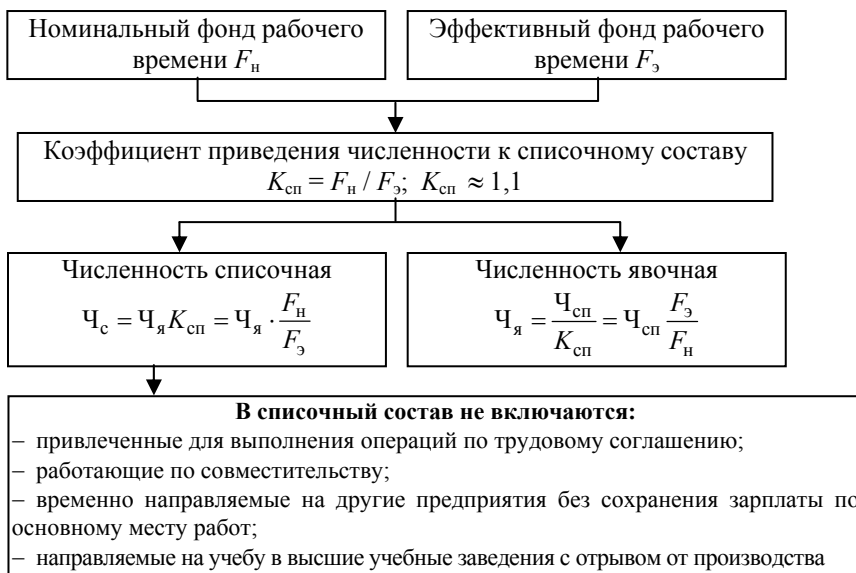 Номинальный фонд рабочего
времени Fн
Эффективный фонд рабочего
времени Fэ
Коэффициент приведения численности к списочному составу
Kсп = Fн / Fэ; Kсп ≈ 1,1
Численность списочная
Чс = Чя Kсп = Чя · Fн / Fэ
Численность явочная
Чя = Чсп / Kсп = Чсп Fэ / Fн
В списочный состав не включаются:
– привлеченные для выполнения операций по трудовому соглашению;
– работающие по совместительству;
– временно направляемые на другие предприятия без сохранения зарплаты по
основному месту работ;
– направляемые на учебу в высшие учебные заведения с отрывом от производства